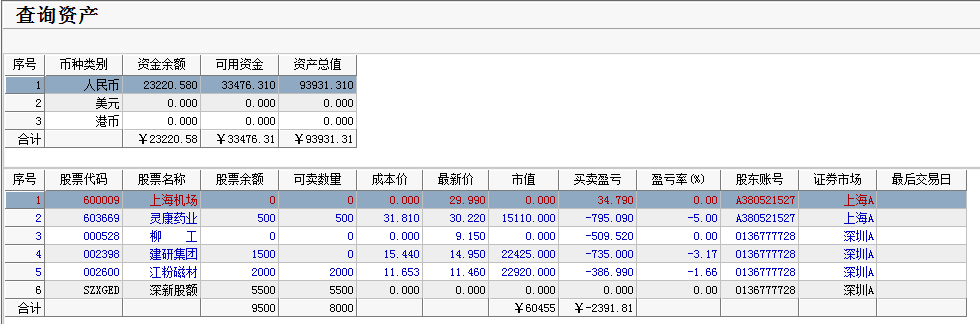 查询资产
序号 币种类别 资金余额 可用资金 资产总值
1 人民币 23220.580 33476.310 93931.310
2 美元 0.000 0.000 0.000
3 港币 0.000 0.000 0.000
合计 ￥23220.58 ￥33476.31 ￥93931.31
序号 股票代码 股票名称 股票余额 可卖数量 成本价 最新价 市值 买卖盈亏 盈亏率(%) 股东账号 证券市场 最后交易日
1 600009 上海机场 0 0 0.000 29.990 0.000 34.790 0.00 A380521527 上海A
2 603669 灵康药业 500 500 31.810 30.220 15110.000 -795.090 -5.00 A380521527 上海A
3 000528 柳 工 0 0 0.000 9.150 0.000 -509.520 0.00 0136777728 深圳A
4 002398 建研集团 1500 0 15.440 14.950 22425.000 -735.000 -3.17 0136777728 深圳A
5 002600 江粉磁材 2000 2000 11.653 11.460 22920.000 -386.990 -1.66 0136777728 深圳A
6 SZXGED 深新股额 5500 5500 0.000 0.000 0.000 0.000 0.00 0136777728 深圳A
合计 9500 8000 ￥60455 ￥-2391.81